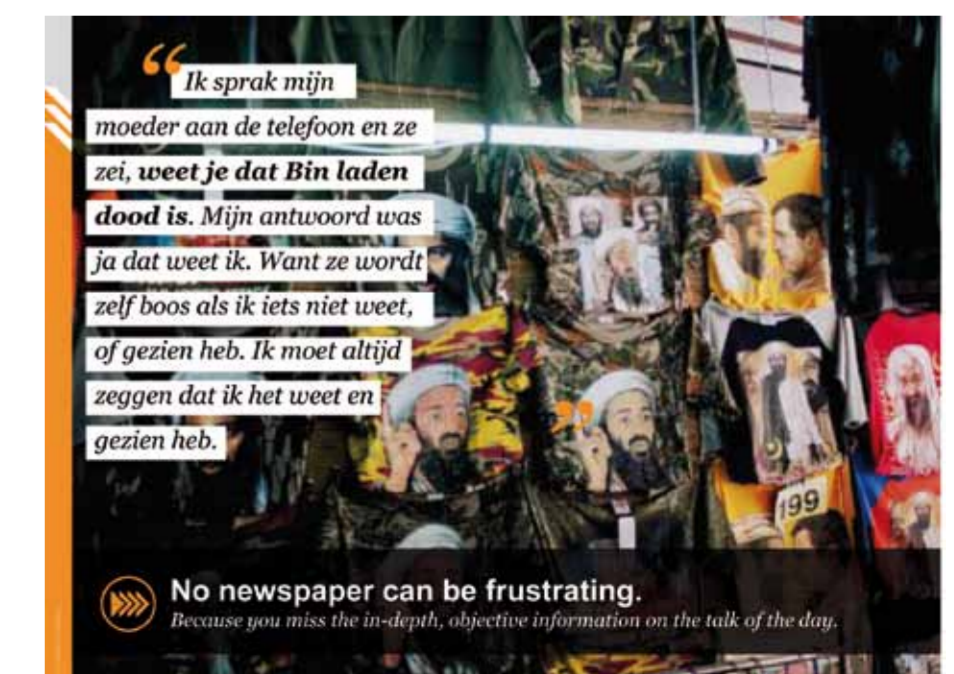 “ Ik sprak mijn
moeder aan de telefoon en ze
zei, weet je dat Bin laden
dood is. Mijn antwoord was
ja dat weet ik. Want ze wordt
zelf boos als ik iets niet weet,
of gezien heb. Ik moet altijd
zeggen dat ik het weet en
gezien heb. ”
199
No newspaper can be frustrating.
Because you miss the in-depth, objective information on the talk of the day.